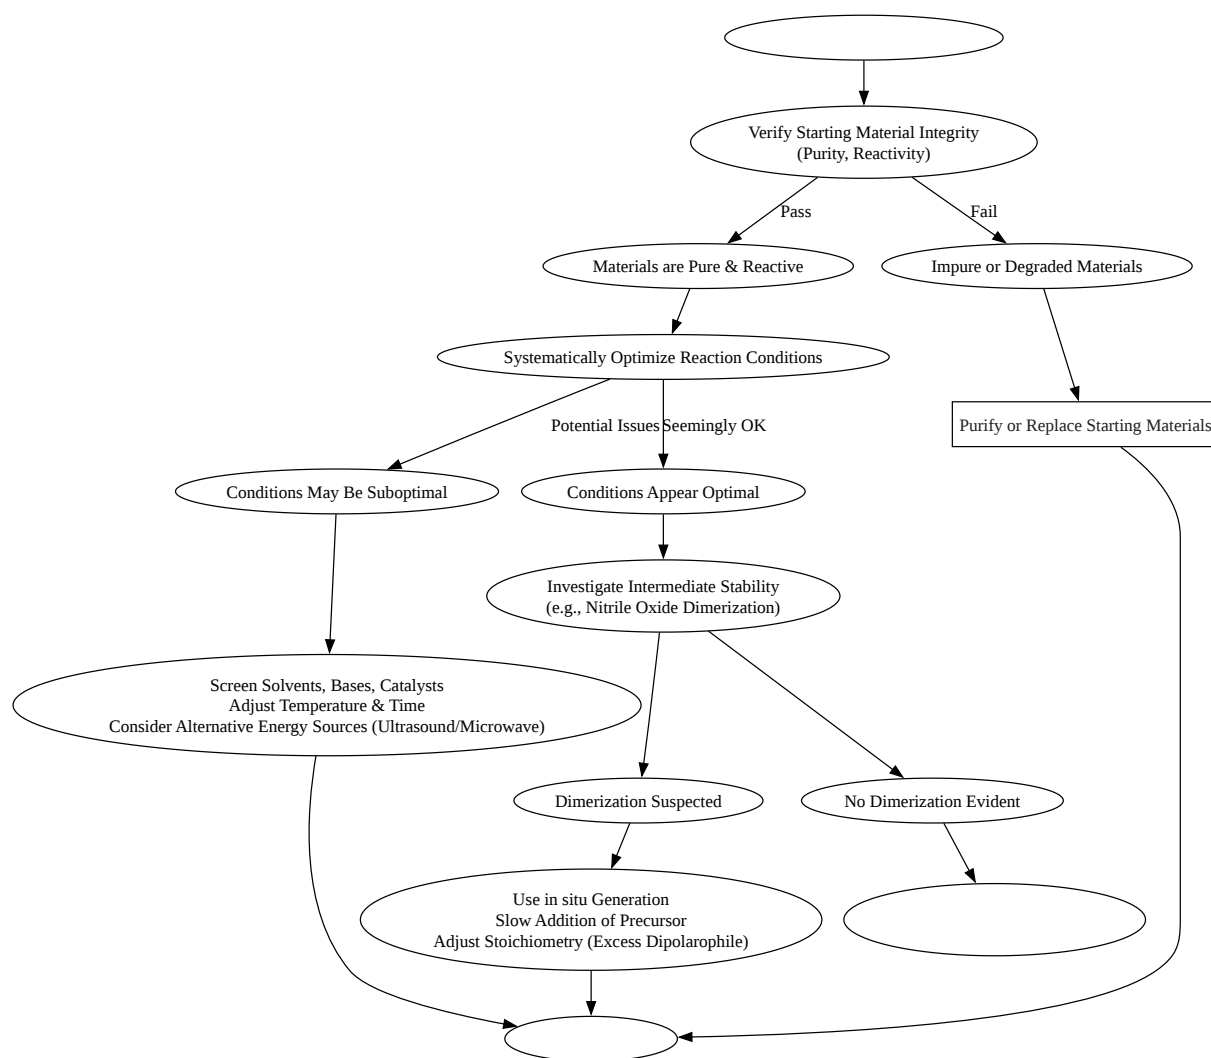 Verify Starting Material Integrity
(Purity, Reactivity)
Pass
Fail
Materials are Pure & Reactive
Impure or Degraded Materials
Systematically Optimize Reaction Conditions
Potential Issues
Seemingly OK
Purify or Replace Starting Materials
Conditions May Be Suboptimal
Conditions Appear Optimal
Investigate Intermediate Stability
(e.g., Nitrile Oxide Dimerization)
Screen Solvents, Bases, Catalysts
Adjust Temperature & Time
Consider Alternative Energy Sources (Ultrasound/Microwave)
Dimerization Suspected
No Dimerization Evident
Use in situ Generation
Slow Addition of Precursor
Adjust Stoichiometry (Excess Dipolarophile)